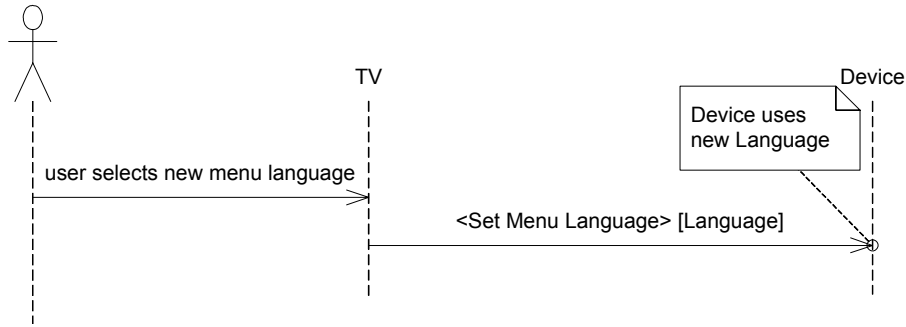 TV
Device
Device uses
new Language
user selects new menu language
<Set Menu Language> [Language]